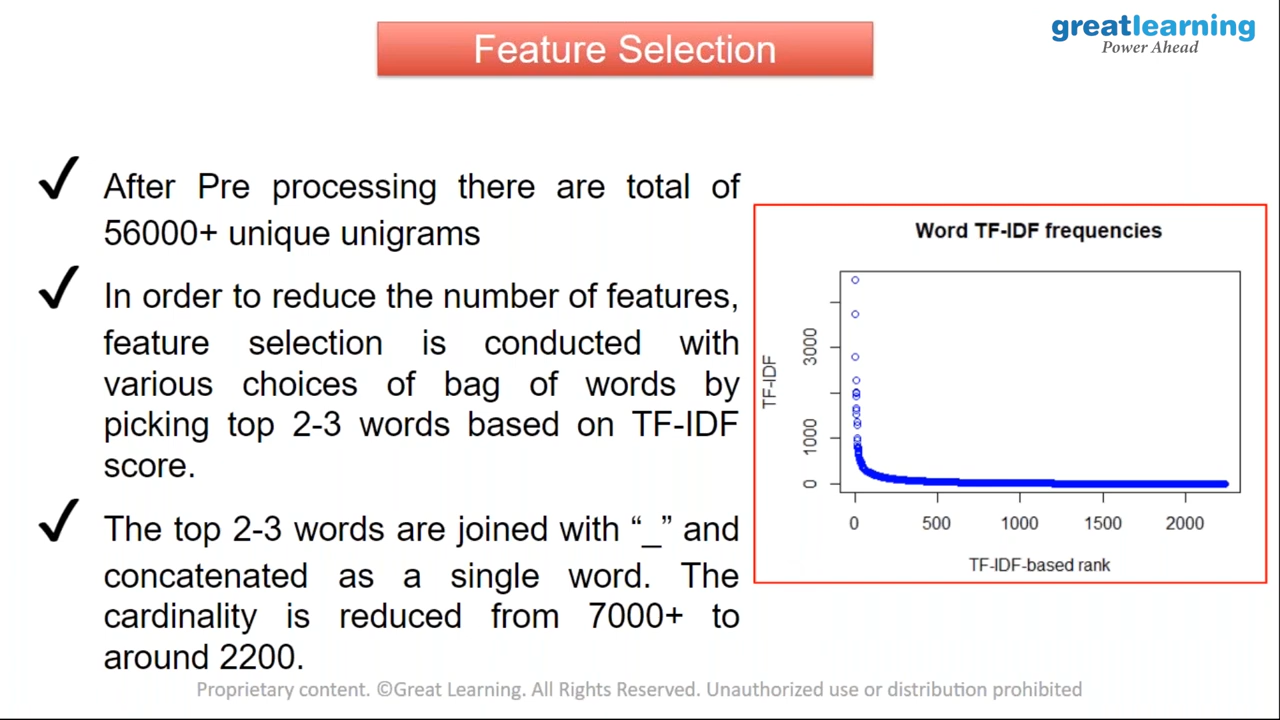 Feature Selection
greatlearning
Power Ahead
After Pre processing there are total of
56000+ unique unigrams
In order to reduce the number of features,
feature selection is conducted with
various choices of bag of words by
picking top 2-3 words based on TF-IDF
score.
The top 2-3 words are joined with “_” and
concatenated as a single word. The
cardinality is reduced from 7000+ to
around 2200.
Word TF-IDF frequencies
TF-IDF
3000
1000
0
0 500 1000 1500 2000
TF-IDF-based rank
Proprietary content. ©Great Learning. All Rights Reserved. Unauthorized use or distribution prohibited